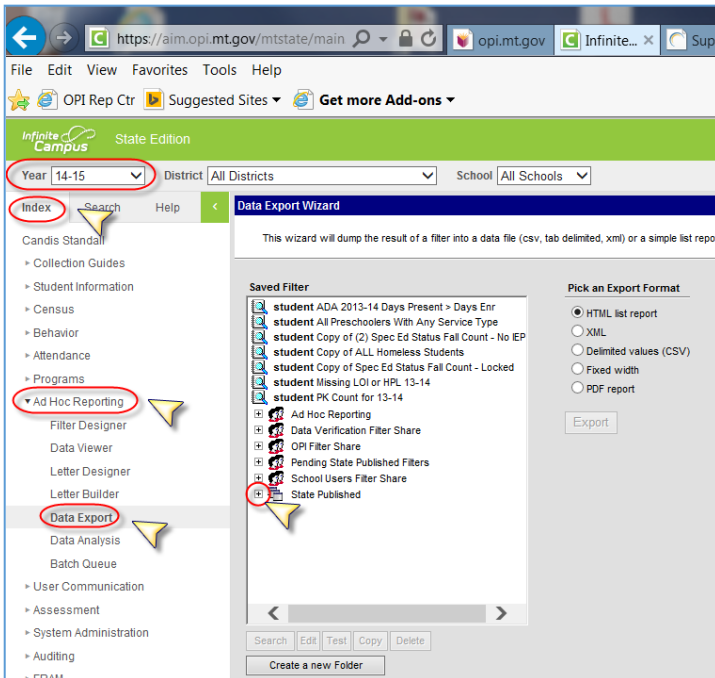 https://aim.opi.mt.gov/mtstate/main
opi.mt.gov
Infinite...
Sup
File Edit View Favorites Tools Help
OPI Rep Ctr Suggested Sites Get more Add-ons
Infinite Campus State Edition
Year 14-15 District All Districts School All Schools
Index Search Help
Candis Standall
Collection Guides
Student Information
Census
Behavior
Attendance
Programs
Ad Hoc Reporting
Filter Designer
Data Viewer
Letter Designer
Letter Builder
Data Export
Data Analysis
Batch Queue
User Communication
Assessment
System Administration
Auditing
Data Export Wizard
This wizard will dump the result of a filter into a data file (csv, tab delimited, xml) or a simple list repo
Saved Filter
student ADA 2013-14 Days Present > Days Enr
student All Preschoolers With Any Service Type
student Copy of (2) Spec Ed Status Fall Count - No IEP
student Copy of ALL Homeless Students
student Copy of Spec Ed Status Fall Count - Locked
student Missing LOI or HPL 13-14
student PK Count for 13-14
Ad Hoc Reporting
Data Verification Filter Share
OPI Filter Share
Pending State Published Filters
School Users Filter Share
State Published
Search Edit Test Copy Delete
Create a new Folder
Pick an Export Format
HTML list report
XML
Delimited values (CSV)
Fixed width
PDF report
Export